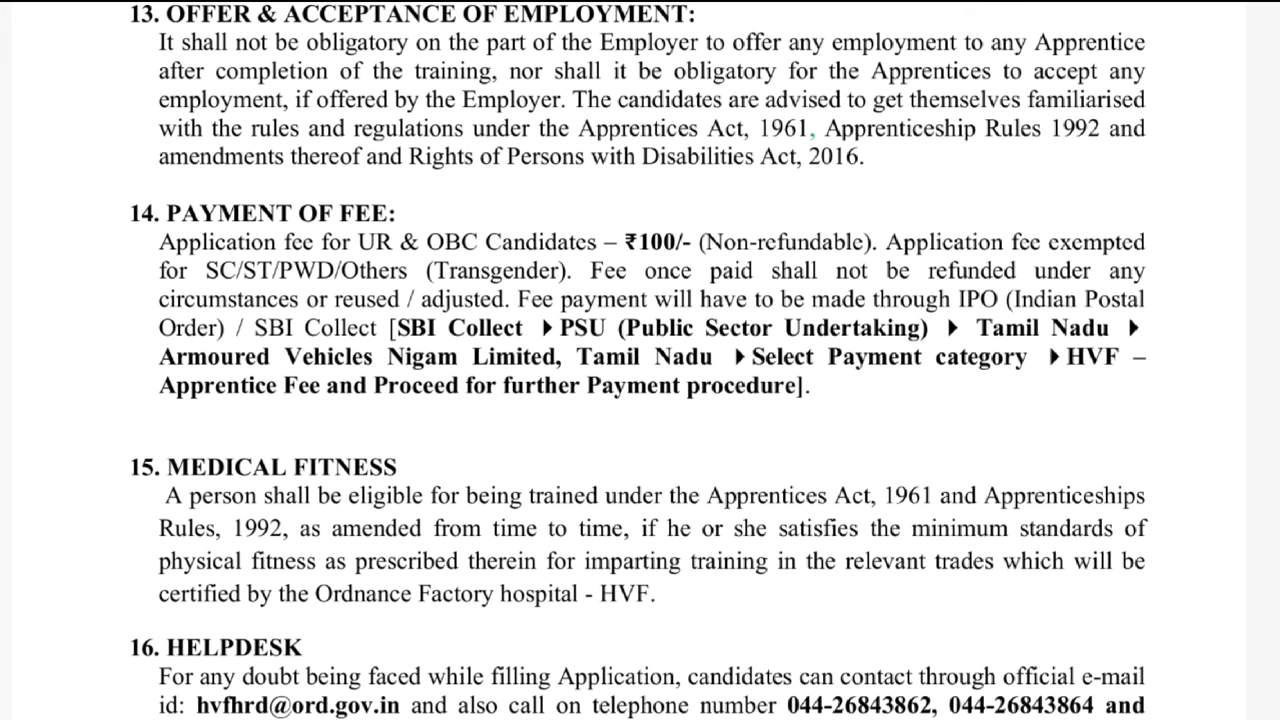 13. OFFER & ACCEPTANCE OF EMPLOYMENT:
It shall not be obligatory on the part of the Employer to offer any employment to any Apprentice
after completion of the training, nor shall it be obligatory for the Apprentices to accept any
employment, if offered by the Employer. The candidates are advised to get themselves familiarised
with the rules and regulations under the Apprentices Act, 1961, Apprenticeship Rules 1992 and
amendments thereof and Rights of Persons with Disabilities Act, 2016.
14. PAYMENT OF FEE:
Application fee for UR & OBC Candidates – ₹100/- (Non-refundable). Application fee exempted
for SC/ST/PWD/Others (Transgender). Fee once paid shall not be refunded under any
circumstances or reused / adjusted. Fee payment will have to be made through IPO (Indian Postal
Order) / SBI Collect [SBI Collect ▶ PSU (Public Sector Undertaking) ▶ Tamil Nadu ▶
Armoured Vehicles Nigam Limited, Tamil Nadu ▶ Select Payment category ▶ HVF –
Apprentice Fee and Proceed for further Payment procedure].
15. MEDICAL FITNESS
A person shall be eligible for being trained under the Apprentices Act, 1961 and Apprenticeships
Rules, 1992, as amended from time to time, if he or she satisfies the minimum standards of
physical fitness as prescribed therein for imparting training in the relevant trades which will be
certified by the Ordnance Factory hospital - HVF.
16. HELPDESK
For any doubt being faced while filling Application, candidates can contact through official e-mail
id: hvfhrd@ord.gov.in and also call on telephone number 044-26843862, 044-26843864 and